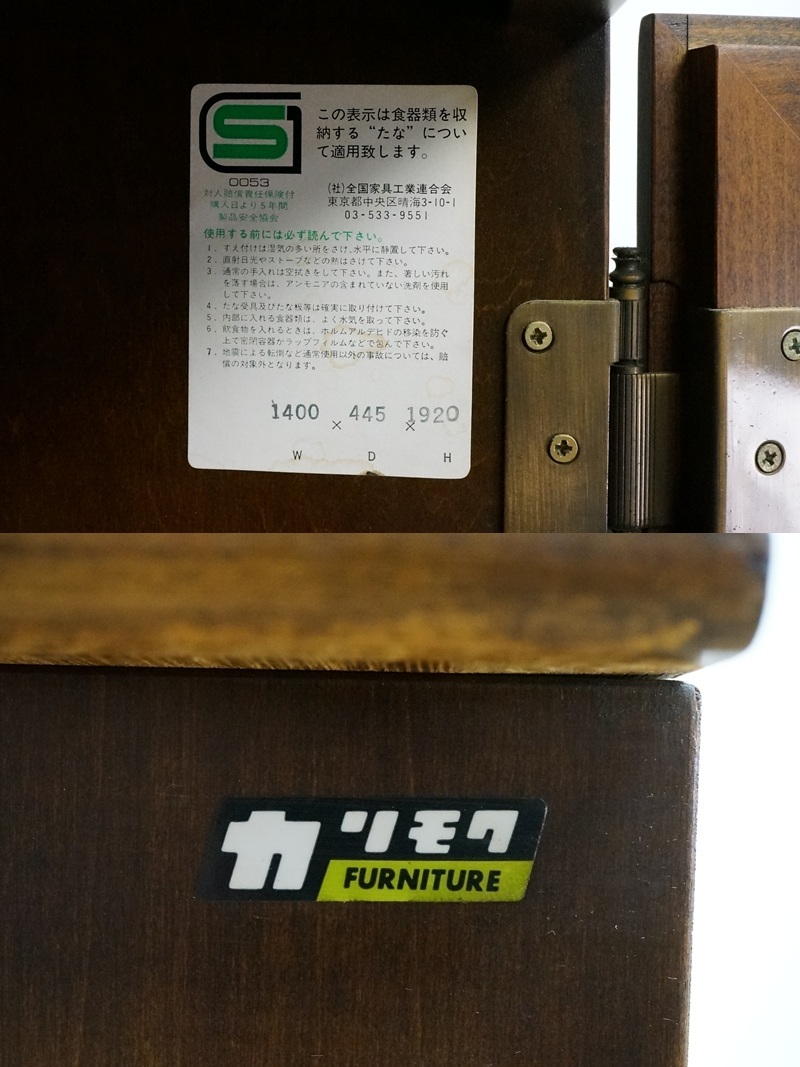 S
この表示は食器類を収
納する“たな”につい
て適用致します。
0053
対人賠償責任保険付
購入日より5年間
製品安全協会
(社)全国家具工業連合会
東京都中央区晴海3-10-1
03-533-9551
使用する前には必ず読んで下さい。
1. すえ付けは湿気の多い所をさけ、水平に静置して下さい。
2. 直射日光やストーブなどの熱はさけて下さい。
3. 通常の手入れは空拭きをして下さい。また、著しい汚れ
を落す場合は、アンモニアの含まれていない洗剤を使用
して下さい。
4. たな受具及びたな板等は確実に取り付けて下さい。
5. 内部に入れる食器類は、よく水気を取って下さい。
6. 飲食物を入れるときは、ホルムアルデヒドの移染を防ぐ
上で密閉容器かラップフィルムなどで包んで下さい。
7. 地震による転倒など通常使用以外の事故については、賠
償の対象外となります。
1400 × 445 × 1920
W D H
カリモク
FURNITURE